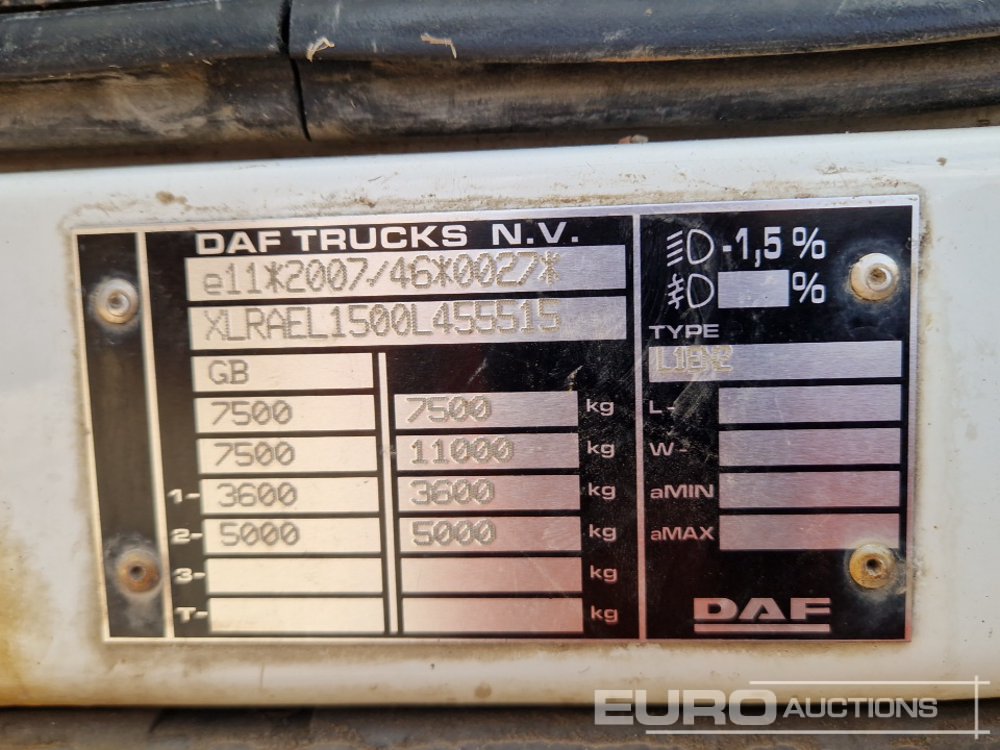 DAF TRUCKS N.V.
e11*2007/46*0027*
XLRAEL1500L455515
GB
7500 7500 kg
7500 11000 kg
1- 3600 3600 kg
2- 5000 5000 kg
3- kg
T- kg
-1,5 %
%
TYPE
L1EX2
L-
W-
aMIN
aMAX
DAF
EURO AUCTIONS